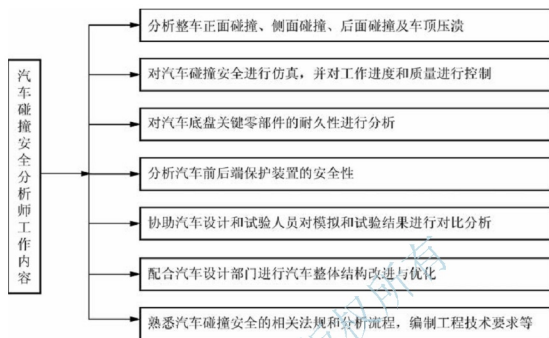 汽车碰撞安全分析师工作内容
分析整车正面碰撞、侧面碰撞、后面碰撞及车顶压溃
对汽车碰撞安全进行仿真，并对工作进度和质量进行控制
对汽车底盘关键零部件的耐久性进行分析
分析汽车前后端保护装置的安全性
协助汽车设计和试验人员对模拟和试验结果进行对比分析
配合汽车设计部门进行汽车整体结构改进与优化
熟悉汽车碰撞安全的相关法规和分析流程，编制工程技术要求等
版权所有